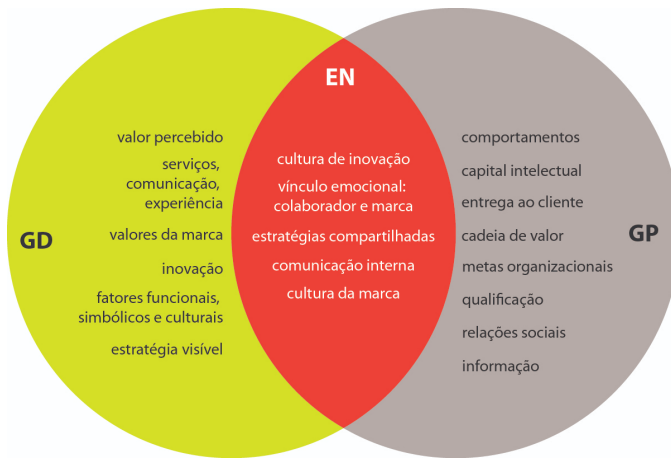 EN
GD
valor percebido
serviços,
comunicação,
experiência
valores da marca
inovação
fatores funcionais,
simbólicos e culturais
estratégia visível
cultura de inovação
vínculo emocional:
colaborador e marca
estratégias compartilhadas
comunicação interna
cultura da marca
comportamentos
capital intelectual
entrega ao cliente
cadeia de valor
metas organizacionais
qualificação
relações sociais
informação
GP